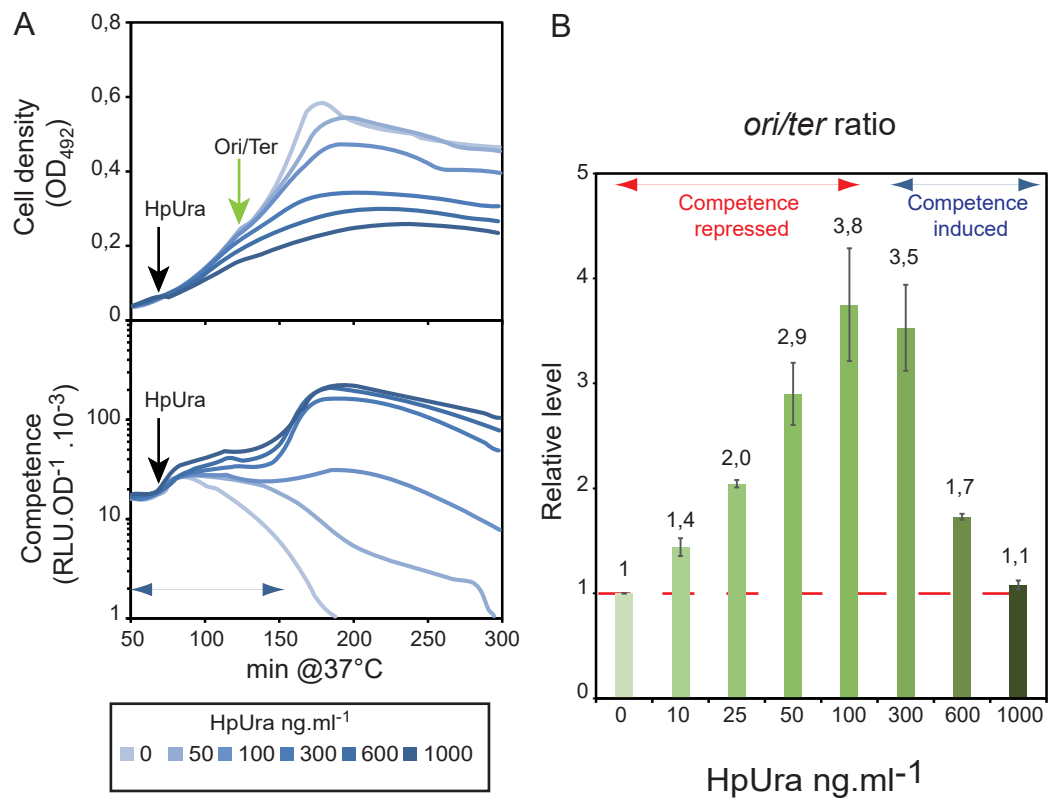 A
Cell density
(OD492)
0,8
0,6
0,4
0,2
0
HpUra
Ori/Ter
Competence
(RLU.OD-1 .10-3)
100
10
1
HpUra
50
100
150
200
250
300
min @37°C
HpUra ng.ml-1
0
50
100
300
600
1000
B
ori/ter ratio
Relative level
5
4
3
2
1
0
Competence
repressed
Competence
induced
1
1,4
2,0
2,9
3,8
3,5
1,7
1,1
0
10
25
50
100
300
600
1000
HpUra ng.ml-1